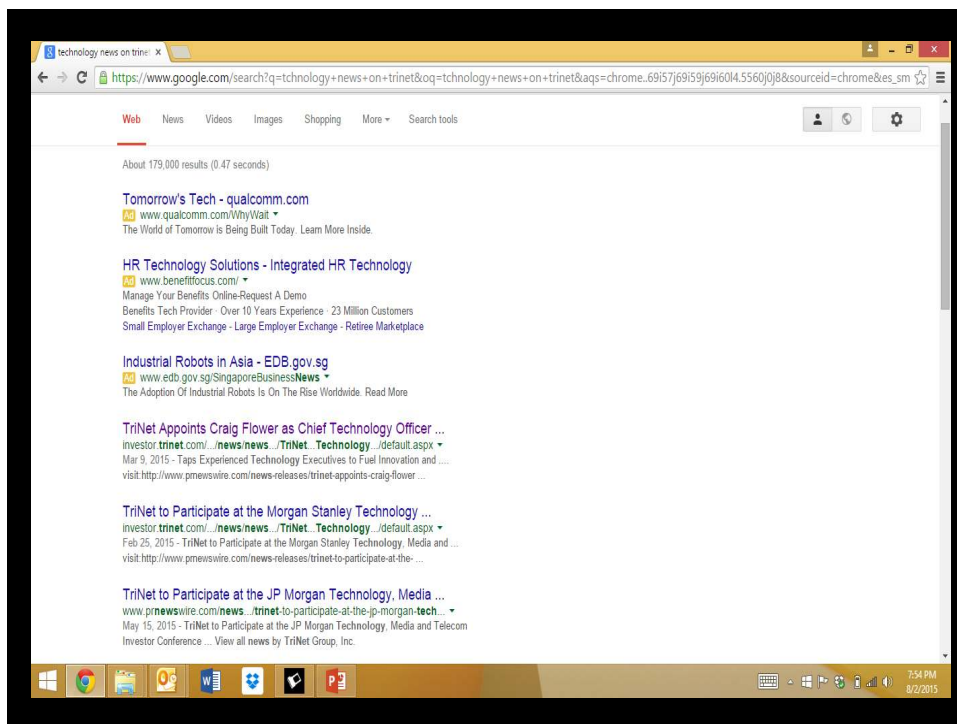 technology news on trinet
https://www.google.com/search?q=tchnology+news+on+trinet&oq=tchnology+news+on+trinet&aqs=chrome..69i57j69i59j69i60l4.5560j0j8&sourceid=chrome&es_sm
Web News Videos Images Shopping More Search tools
About 179,000 results (0.47 seconds)
Tomorrow's Tech - qualcomm.com
Ad www.qualcomm.com/WhyWait
The World of Tomorrow is Being Built Today. Learn More Inside.
HR Technology Solutions - Integrated HR Technology
Ad www.benefitfocus.com/
Manage Your Benefits Online-Request A Demo
Benefits Tech Provider · Over 10 Years Experience · 23 Million Customers
Small Employer Exchange - Large Employer Exchange - Retiree Marketplace
Industrial Robots in Asia - EDB.gov.sg
Ad www.edb.gov.sg/SingaporeBusinessNews
The Adoption Of Industrial Robots Is On The Rise Worldwide. Read More
TriNet Appoints Craig Flower as Chief Technology Officer ...
investor.trinet.com/.../news/news.../TriNet...Technology.../default.aspx
Mar 9, 2015 - Taps Experienced Technology Executives to Fuel Innovation and ....
visit:http://www.prnewswire.com/news-releases/trinet-appoints-craig-flower ...
TriNet to Participate at the Morgan Stanley Technology ...
investor.trinet.com/.../news/news.../TriNet...Technology.../default.aspx
Feb 25, 2015 - TriNet to Participate at the Morgan Stanley Technology, Media and ...
visit:http://www.prnewswire.com/news-releases/trinet-to-participate-at-the- ...
TriNet to Participate at the JP Morgan Technology, Media ...
www.prnewswire.com/news.../trinet-to-participate-at-the-jp-morgan-tech...
May 15, 2015 - TriNet to Participate at the JP Morgan Technology, Media and Telecom
Investor Conference ... View all news by TriNet Group, Inc.
7:54 PM
8/2/2015